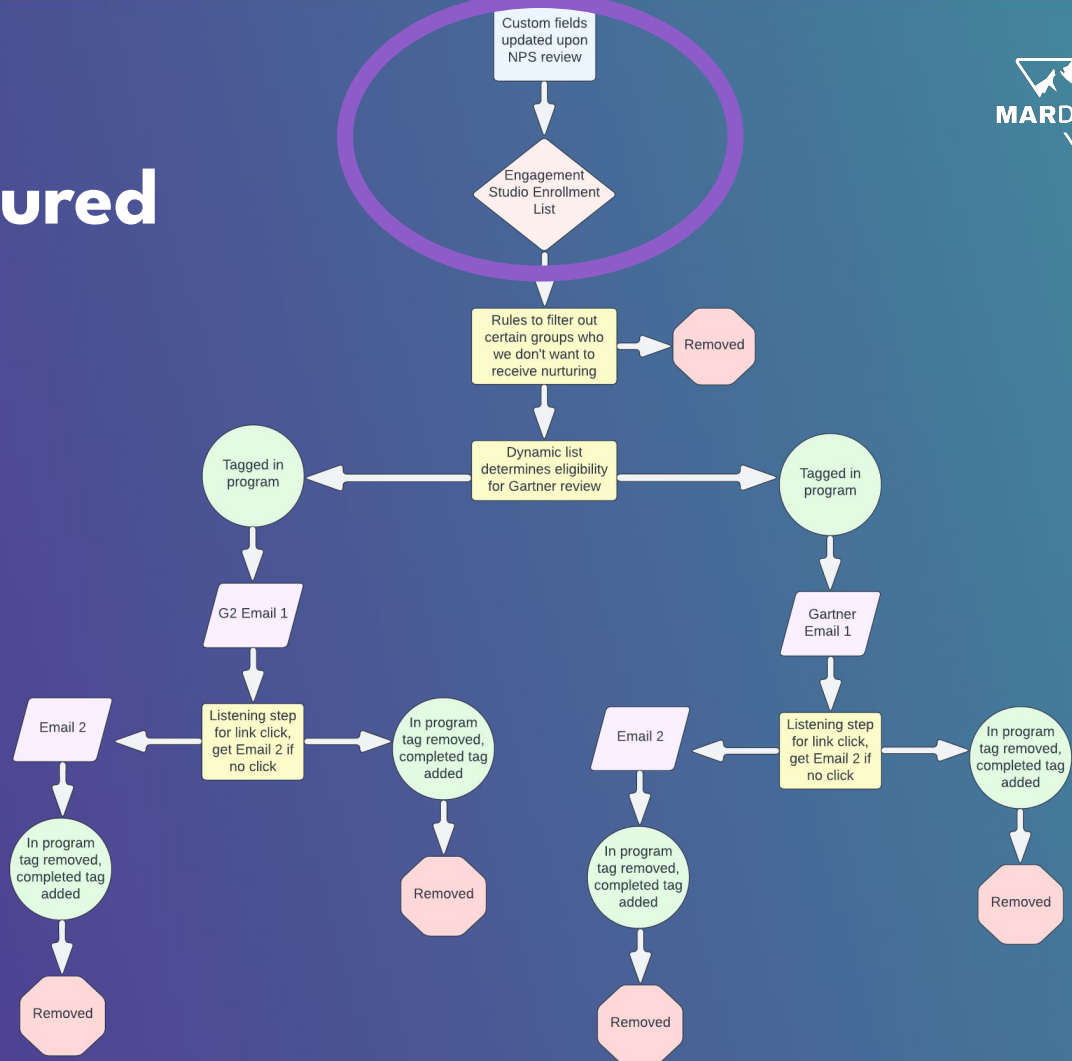 Custom fields
updated upon
NPS review
MARD
ured
Engagement
Studio Enrollment
List
Rules to filter out
certain groups who
we don't want to
receive nurturing
Removed
Dynamic list
determines eligibility
for Gartner review
Tagged in
program
Tagged in
program
G2 Email 1
Gartner
Email 1
Email 2
Listening step
for link click,
get Email 2 if
no click
In program
tag removed,
completed tag
added
Email 2
Listening step
for link click,
get Email 2 if
no click
In program
tag removed,
completed tag
added
In program
tag removed,
completed tag
added
Removed
In program
tag removed,
completed tag
added
Removed
Removed
Removed